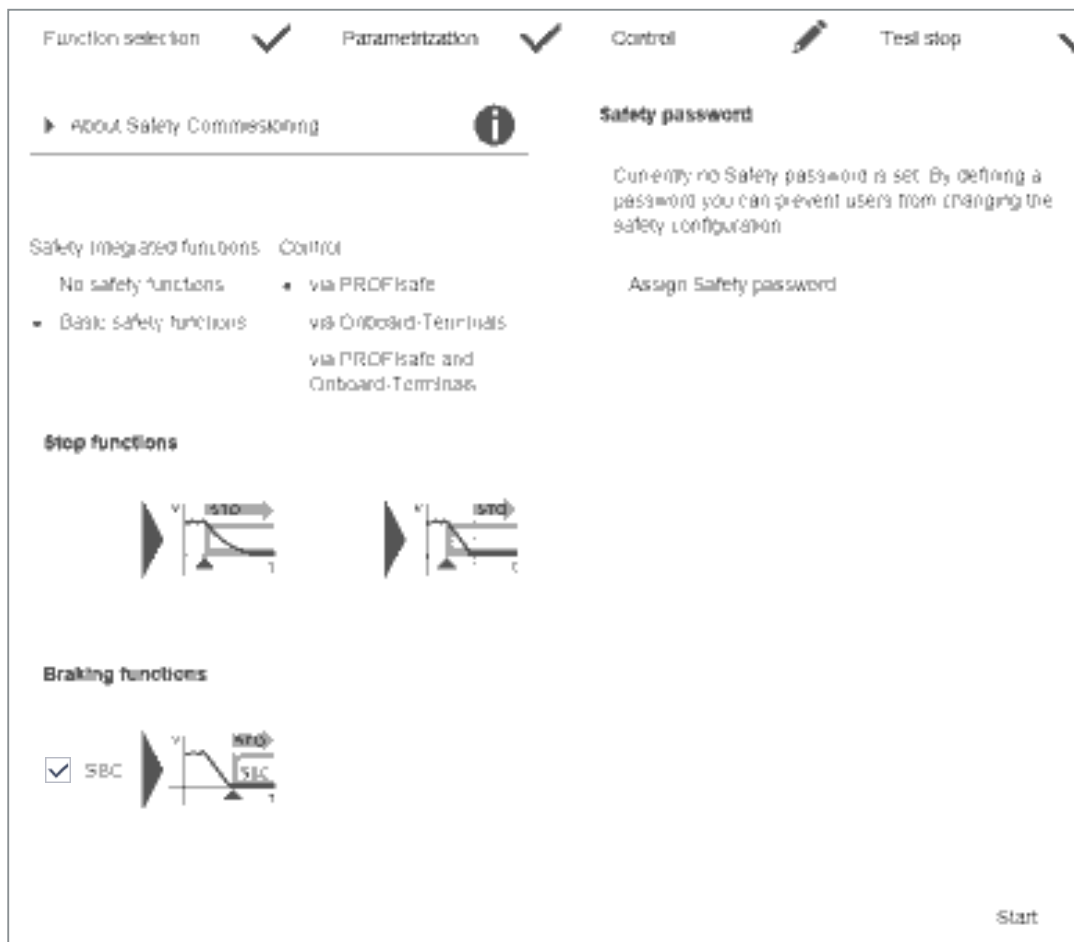 Function selection
Parametrization
Control
Test stop
About Safety Commissioning
Safety password
Currently no Safety password is set. By defining a
password you can prevent users from changing the
safety configuration
Safety Integrated functions
Control
No safety functions
via PROFIsafe
Basic safety functions
via Onboard-Terminals
via PROFIsafe and
Onboard-Terminals
Assign Safety password
Stop functions
V STO
V STO
Braking functions
SBC
V STO
SBC
Start